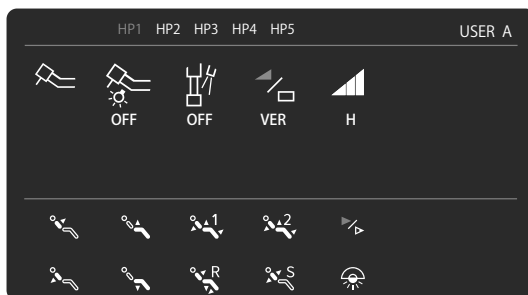 HP1 HP2 HP3 HP4 HP5 USER A
OFF OFF VER H
1 2
R S